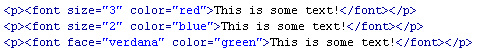 <p><font size="3" color="red">This is some text!</font></p>
<p><font size="2" color="blue">This is some text!</font></p>
<p><font face="verdana" color="green">This is some text!</font></p>